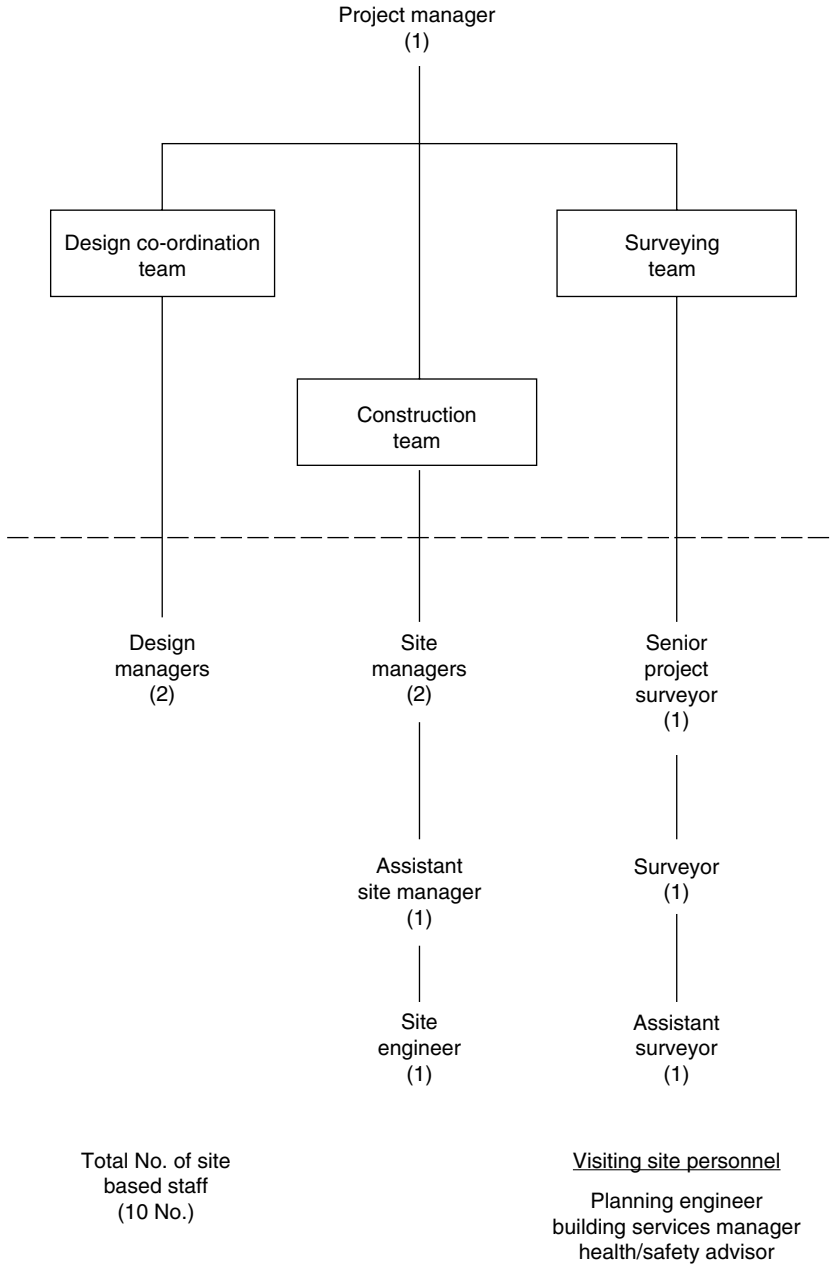 Project manager
(1)
Design co-ordination
team
Surveying
team
Construction
team
Design
managers
(2)
Site
managers
(2)
Senior
project
surveyor
(1)
Assistant
site manager
(1)
Surveyor
(1)
Site
engineer
(1)
Assistant
surveyor
(1)
Total No. of site
based staff
(10 No.)
Visiting site personnel
Planning engineer
building services manager
health/safety advisor